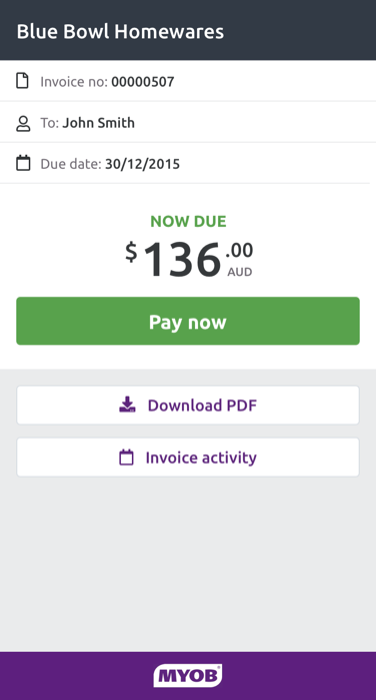 Blue Bowl Homewares
Invoice no: 00000507
To: John Smith
Due date: 30/12/2015
NOW DUE
$136.00
AUD
Pay now
Download PDF
Invoice activity
MYOB